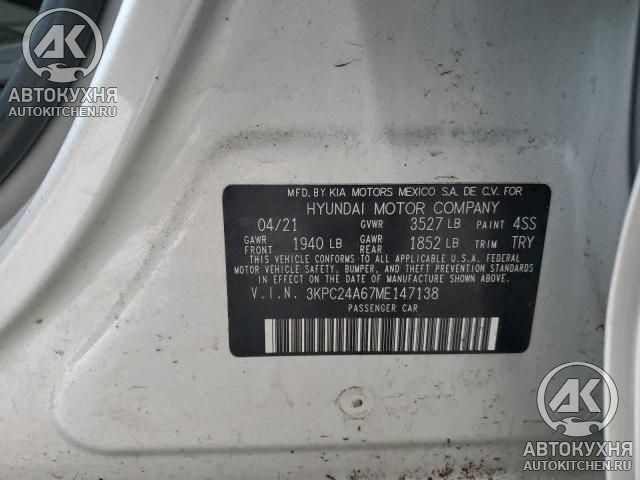 АК
АВТОКУХНЯ
AUTOKITCHEN.RU
MFD. BY KIA MOTORS MEXICO S.A. DE C.V. FOR
HYUNDAI MOTOR COMPANY
04/21 GVWR 3527 LB PAINT 4SS
GAWR FRONT 1940 LB GAWR REAR 1852 LB TRIM TRY
THIS VEHICLE CONFORMS TO ALL APPLICABLE U.S.A. FEDERAL
MOTOR VEHICLE SAFETY, BUMPER, AND THEFT PREVENTION STANDARDS
IN EFFECT ON THE DATE OF MANUFACTURE SHOWN ABOVE.
V.I.N. 3KPC24A67ME147138
PASSENGER CAR
АК
АВТОКУХНЯ
AUTOKITCHEN.RU